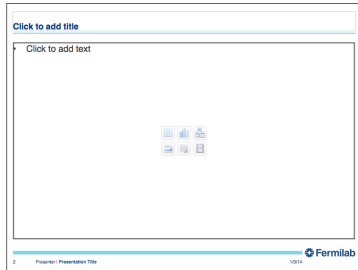 Click to add title
• Click to add text
Fermilab
2 Presenter | Presentation Title 1/3/14